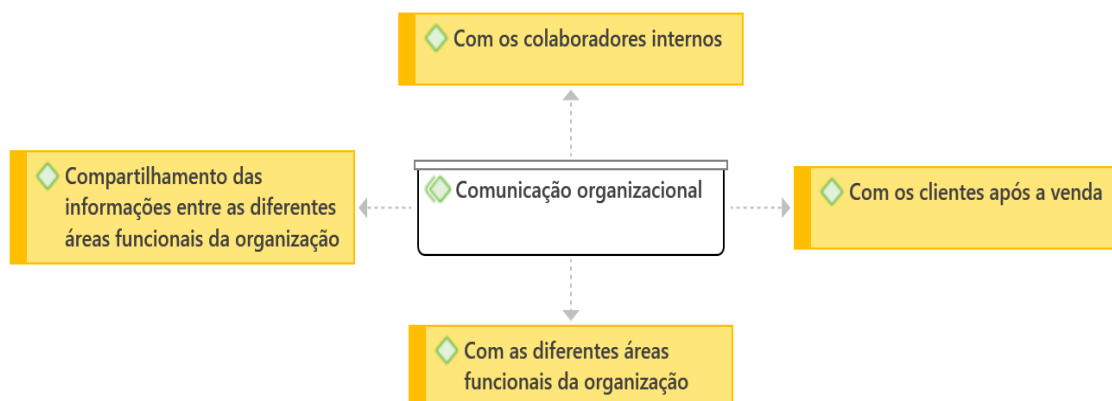 Com os colaboradores internos
Compartilhamento das
informações entre as diferentes
áreas funcionais da organização
Comunicação organizacional
Com os clientes após a venda
Com as diferentes áreas
funcionais da organização